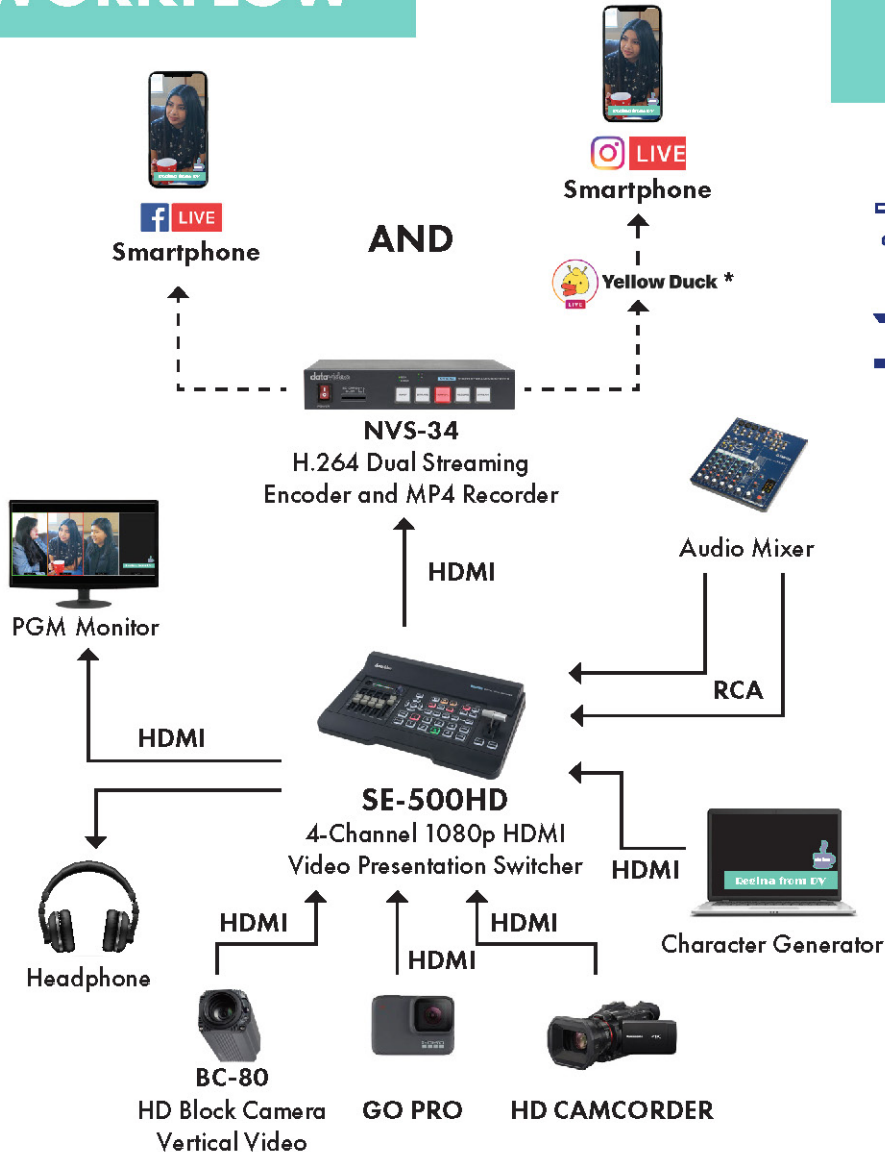 WORKFLOW
LIVE
Smartphone
AND
LIVE
Smartphone
Yellow Duck *
LIVE
datavideo
NVS-34
H.264 Dual Streaming
Encoder and MP4 Recorder
HDMI
Audio Mixer
RCA
PGM Monitor
HDMI
SE-500HD
4-Channel 1080p HDMI
Video Presentation Switcher
HDMI
Regina from DV
Character Generator
Headphone
HDMI
HDMI
HDMI
BC-80
HD Block Camera
Vertical Video
GO PRO
HD CAMCORDER